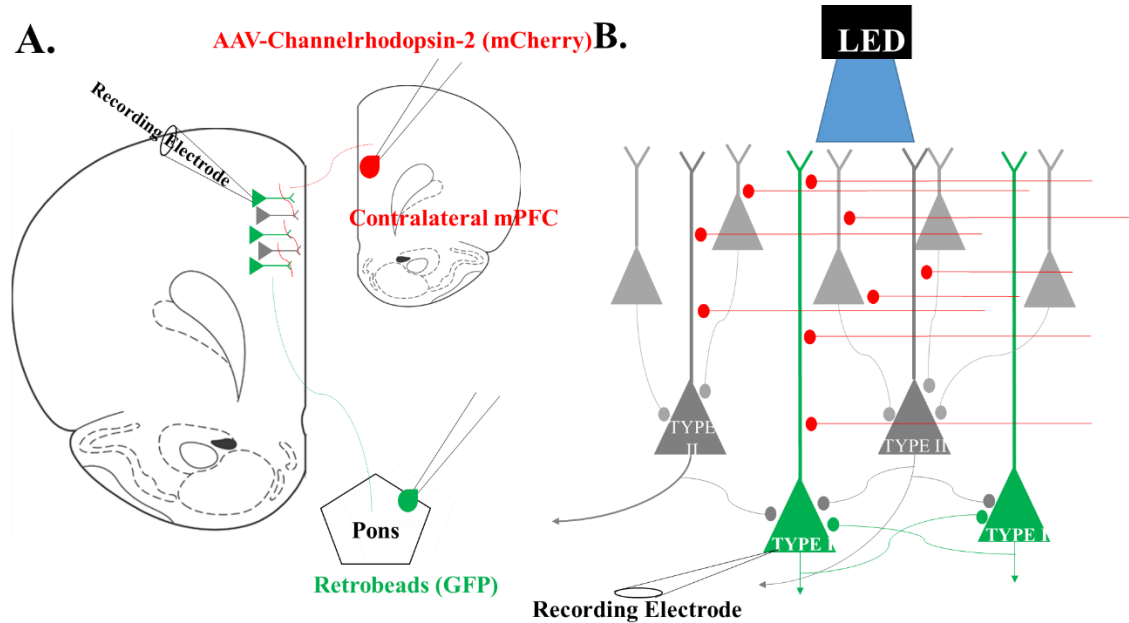 A.
AAV-Channelrhodopsin-2 (mCherry)
Recording Electrode
Contralateral mPFC
Pons
Retrobeads (GFP)
B.
LED
TYPE
II
TYPE II
TYPE I
TYPE I
Recording Electrode